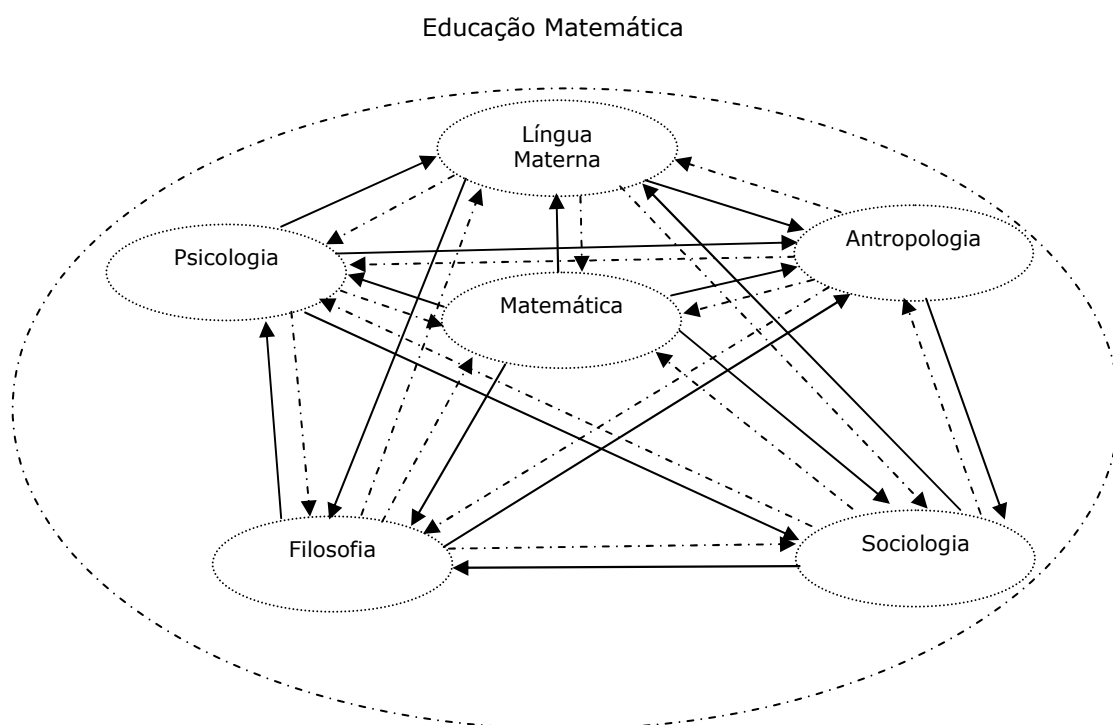 Educação Matemática
Língua
Materna
Antropologia
Psicologia
Matemática
Filosofia
Sociologia